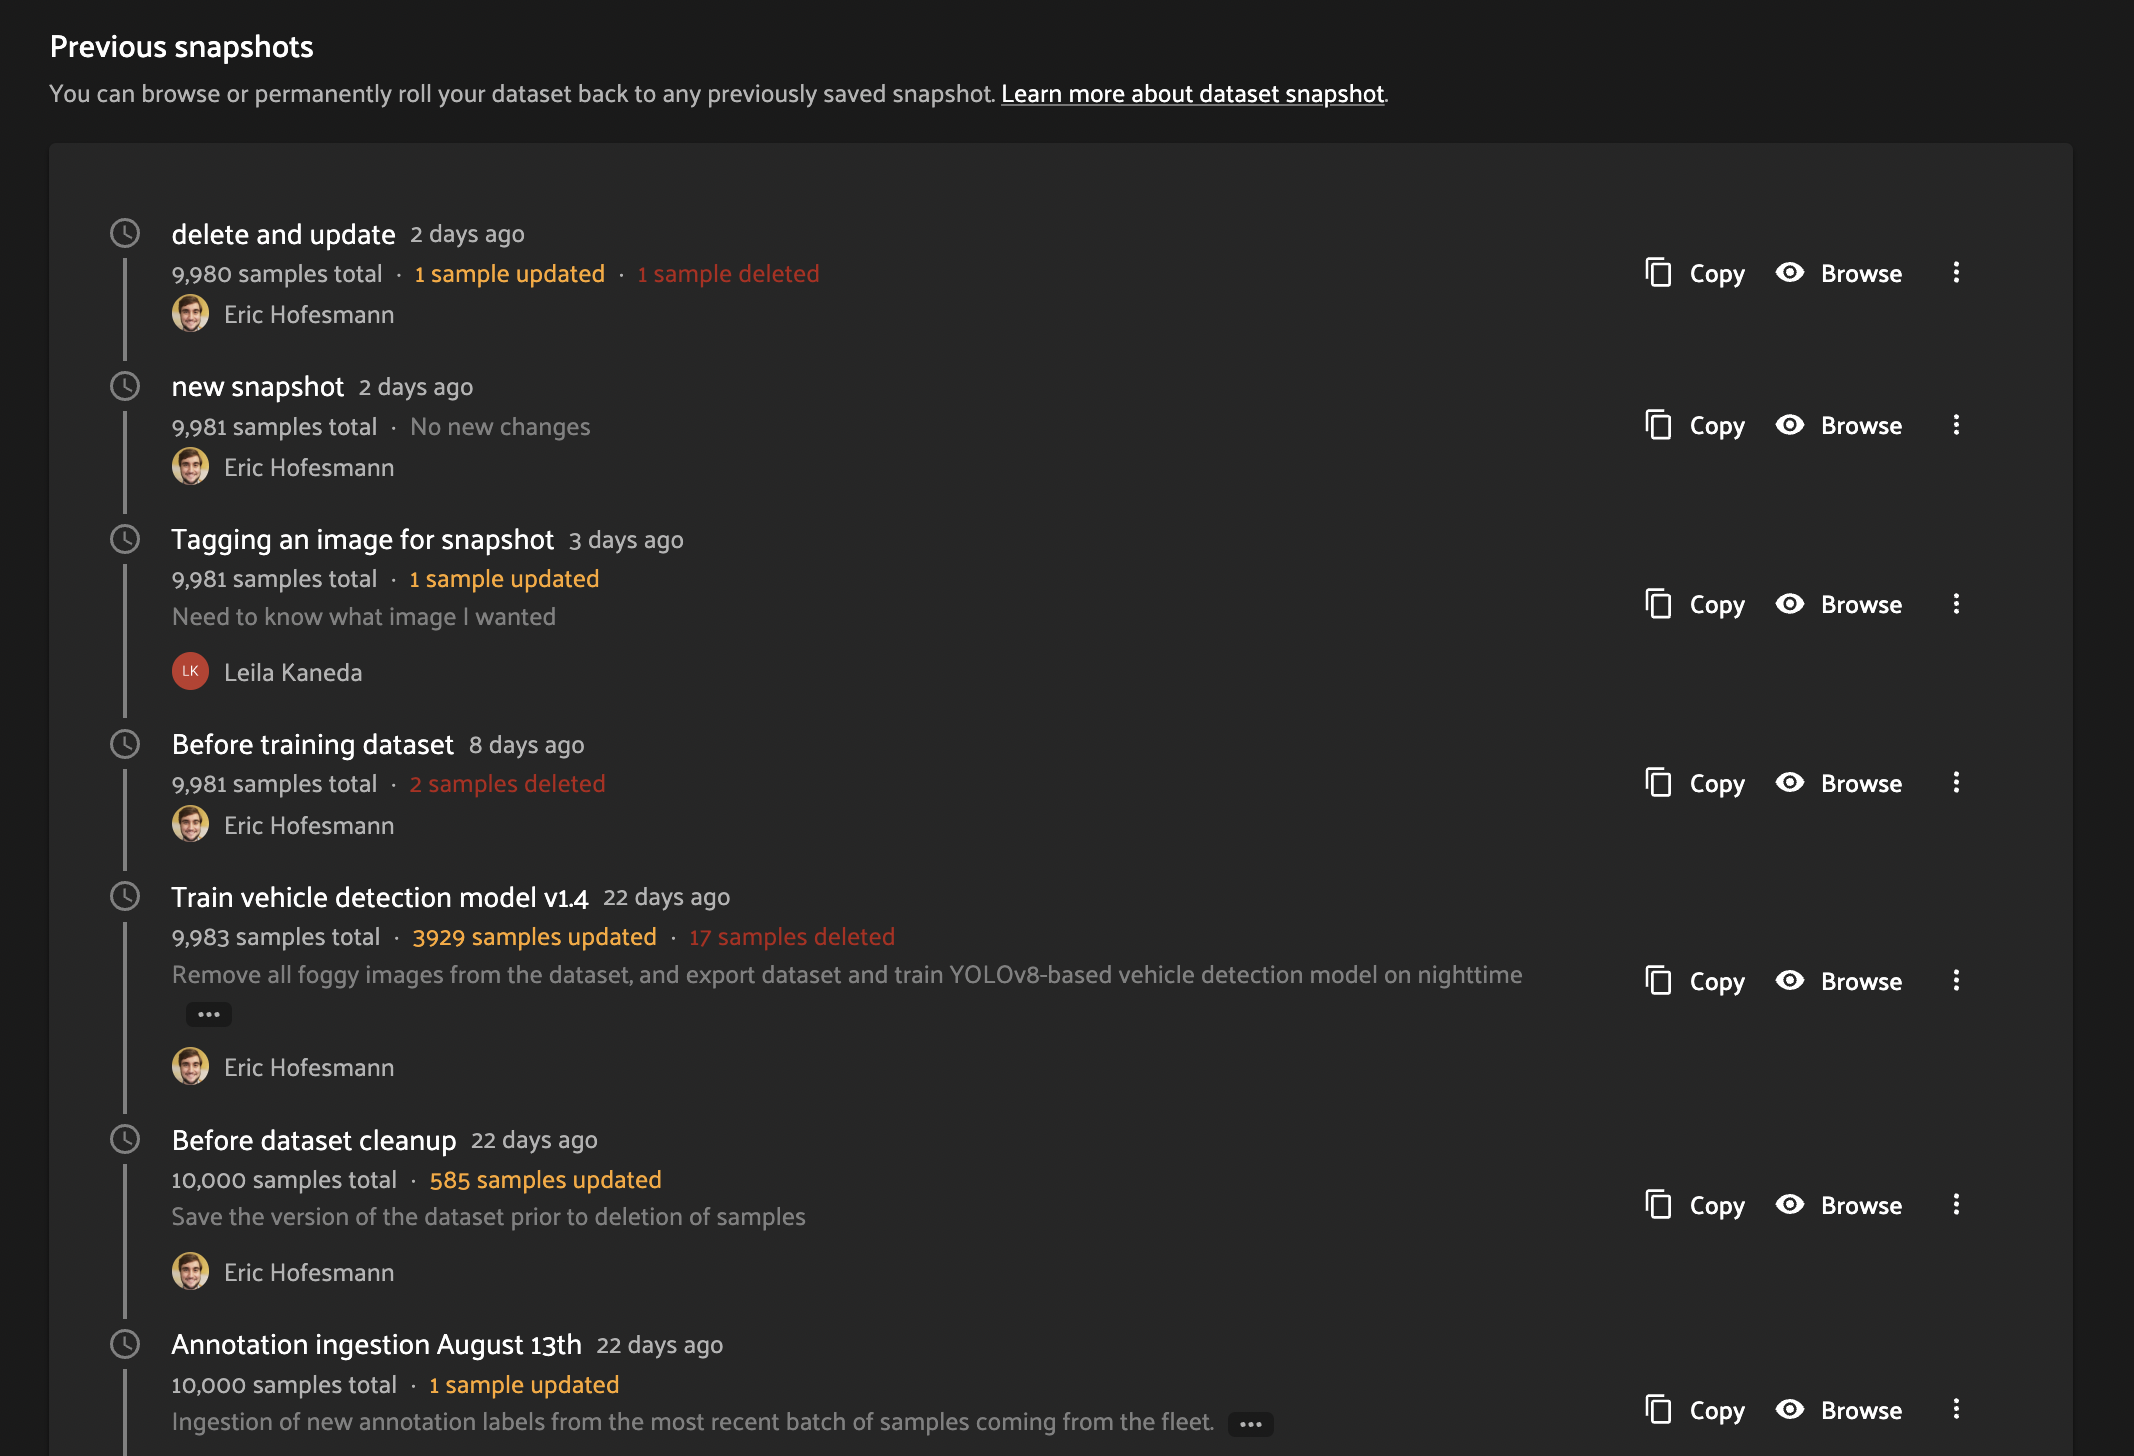 Previous snapshots
You can browse or permanently roll your dataset back to any previously saved snapshot. Learn more about dataset snapshot.
delete and update 2 days ago
9,980 samples total · 1 sample updated · 1 sample deleted
Copy Browse
Eric Hofesmann
new snapshot 2 days ago
9,981 samples total · No new changes
Copy Browse
Eric Hofesmann
Tagging an image for snapshot 3 days ago
9,981 samples total · 1 sample updated
Need to know what image I wanted
Copy Browse
LK Leila Kaneda
Before training dataset 8 days ago
9,981 samples total · 2 samples deleted
Copy Browse
Eric Hofesmann
Train vehicle detection model v1.4 22 days ago
9,983 samples total · 3929 samples updated · 17 samples deleted
Remove all foggy images from the dataset, and export dataset and train YOLOv8-based vehicle detection model on nighttime
...
Copy Browse
Eric Hofesmann
Before dataset cleanup 22 days ago
10,000 samples total · 585 samples updated
Save the version of the dataset prior to deletion of samples
Copy Browse
Eric Hofesmann
Annotation ingestion August 13th 22 days ago
10,000 samples total · 1 sample updated
Ingestion of new annotation labels from the most recent batch of samples coming from the fleet. ...
Copy Browse